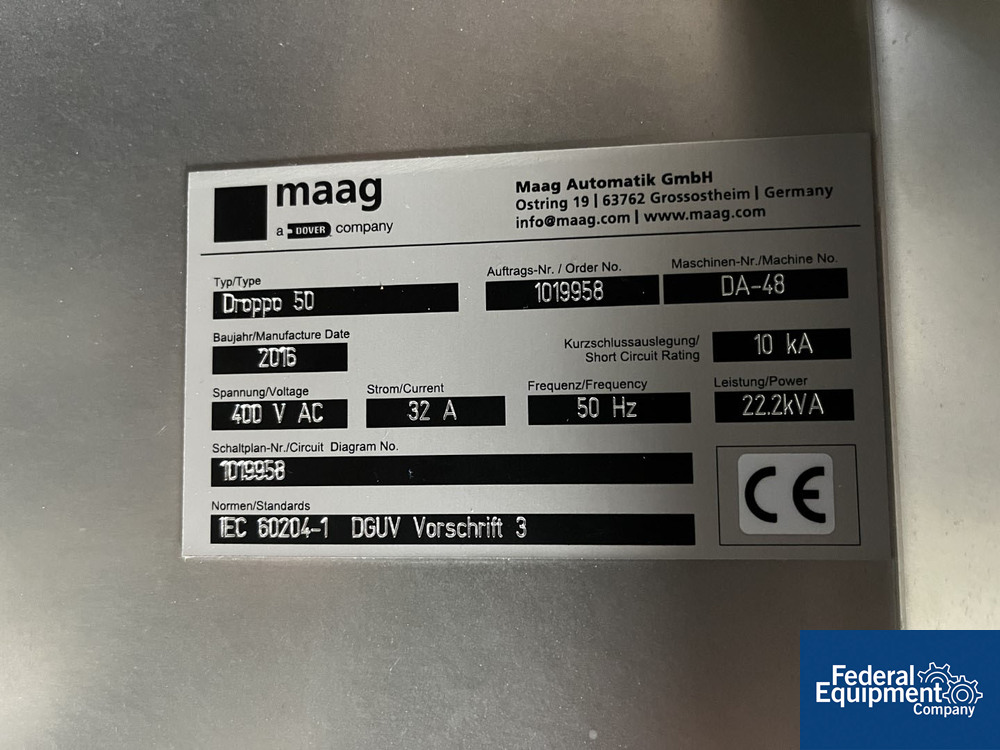 maag
a DOVER company
Maag Automatik GmbH
Ostring 19 | 63762 Grossostheim | Germany
info@maag.com | www.maag.com
Typ/Type
Droppo 50
Auftrags-Nr. / Order No.
1019958
Maschinen-Nr./Machine No.
DA-48
Baujahr/Manufacture Date
2016
Kurzschlussauslegung/
Short Circuit Rating
10 kA
Spannung/Voltage
400 V AC
Strom/Current
32 A
Frequenz/Frequency
50 Hz
Leistung/Power
22.2kVA
Schaltplan-Nr./Circuit Diagram No.
1019958
Normen/Standards
IEC 60204-1 DGUV Vorschrift 3
CE
Federal
Equipment
Company